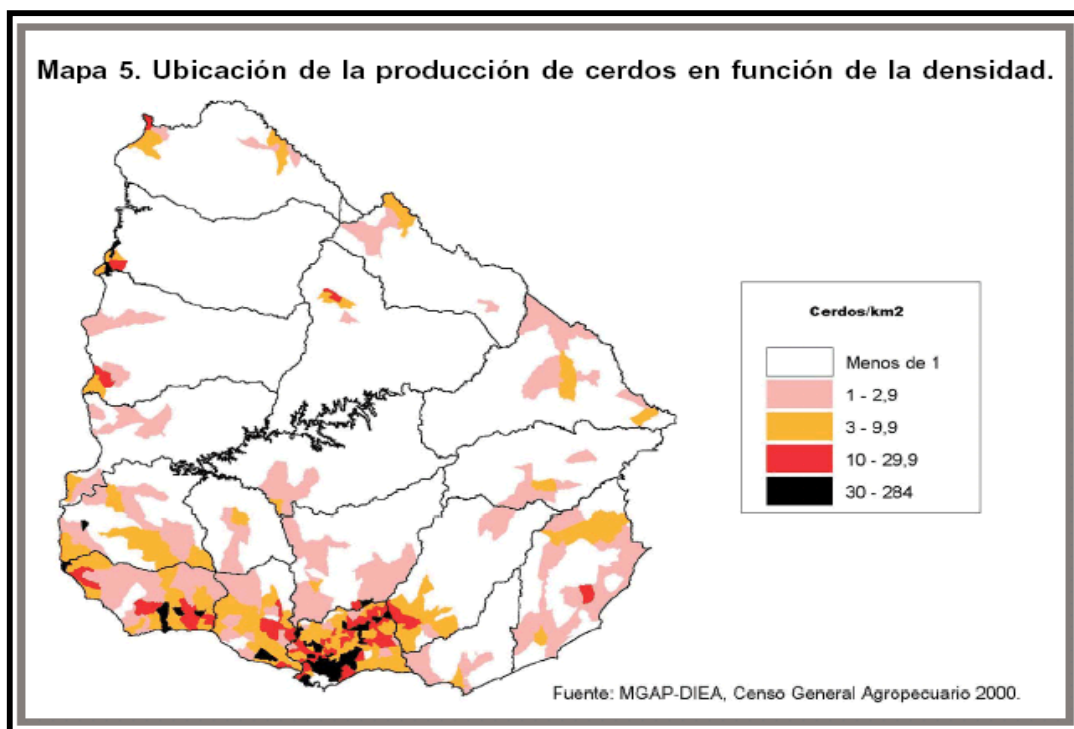 Mapa 5. Ubicación de la producción de cerdos en función de la densidad.
Cerdos/km2
Menos de 1
1 - 2,9
3 - 9,9
10 - 29,9
30 - 284
Fuente: MGAP-DIEA, Censo General Agropecuario 2000.